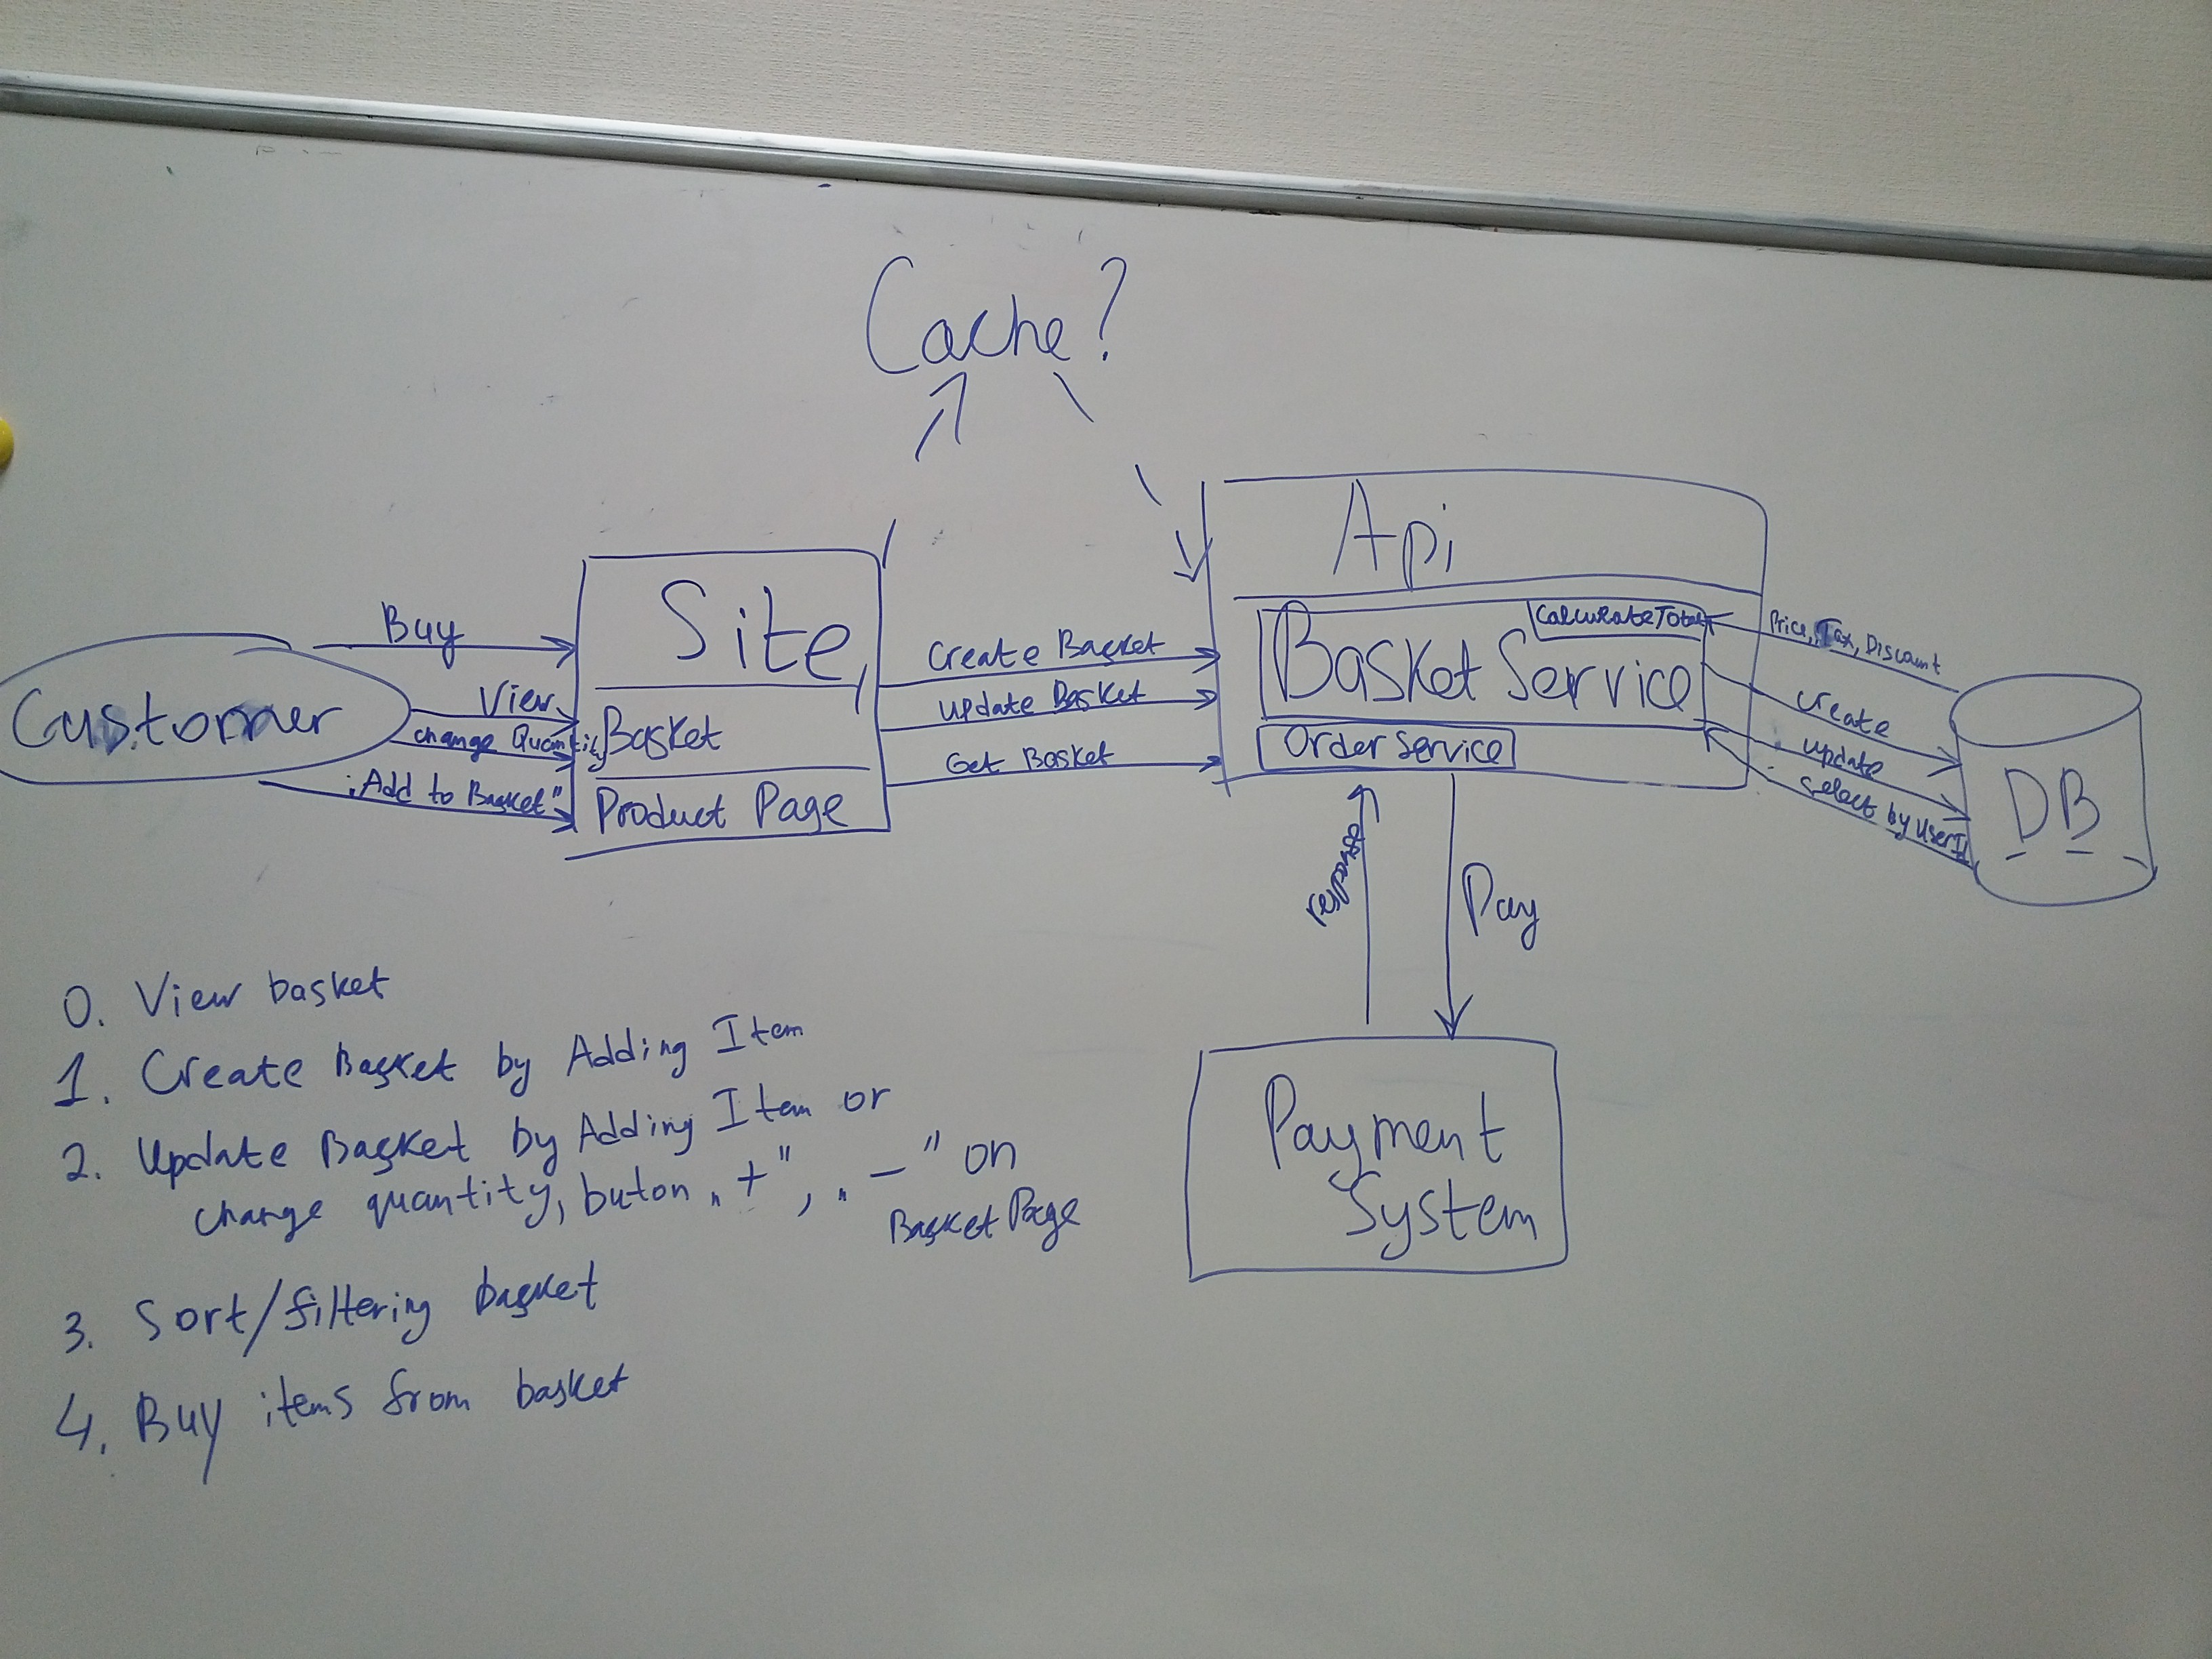 Cache?
Api
CalculateTotal
Price, Tax, Discount
Buy
Site
Create Basket
Basket Service
create
View
Update Basket
Customer
change Quantity
Basket
Get Basket
Order Service
update
select by UserId
DB
„Add to Basket"
Product Page
response
Pay
0. View basket
1. Create Basket by Adding Item
2. Update Basket by Adding Item or
change quantity, buton „+", „-" on
Basket Page
3. Sort/filtering basket
4. Buy items from basket
Payment
System